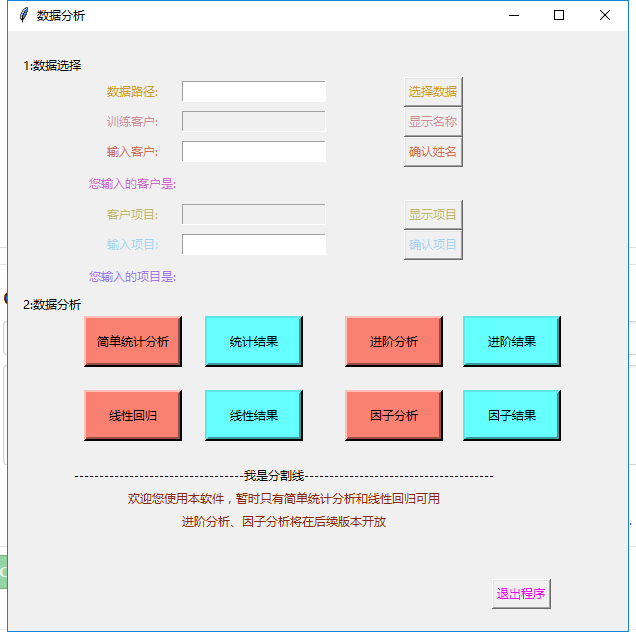 数据分析
1:数据选择
数据路径: 选择数据
训练客户: 显示名称
输入客户: 确认姓名
您输入的客户是:
客户项目: 显示项目
输入项目: 确认项目
您输入的项目是:
2:数据分析
简单统计分析 统计结果 进阶分析 进阶结果
线性回归 线性结果 因子分析 因子结果
----------------------------------我是分割线--------------------------------------
欢迎您使用本软件，暂时只有简单统计分析和线性回归可用
进阶分析、因子分析将在后续版本开放
退出程序